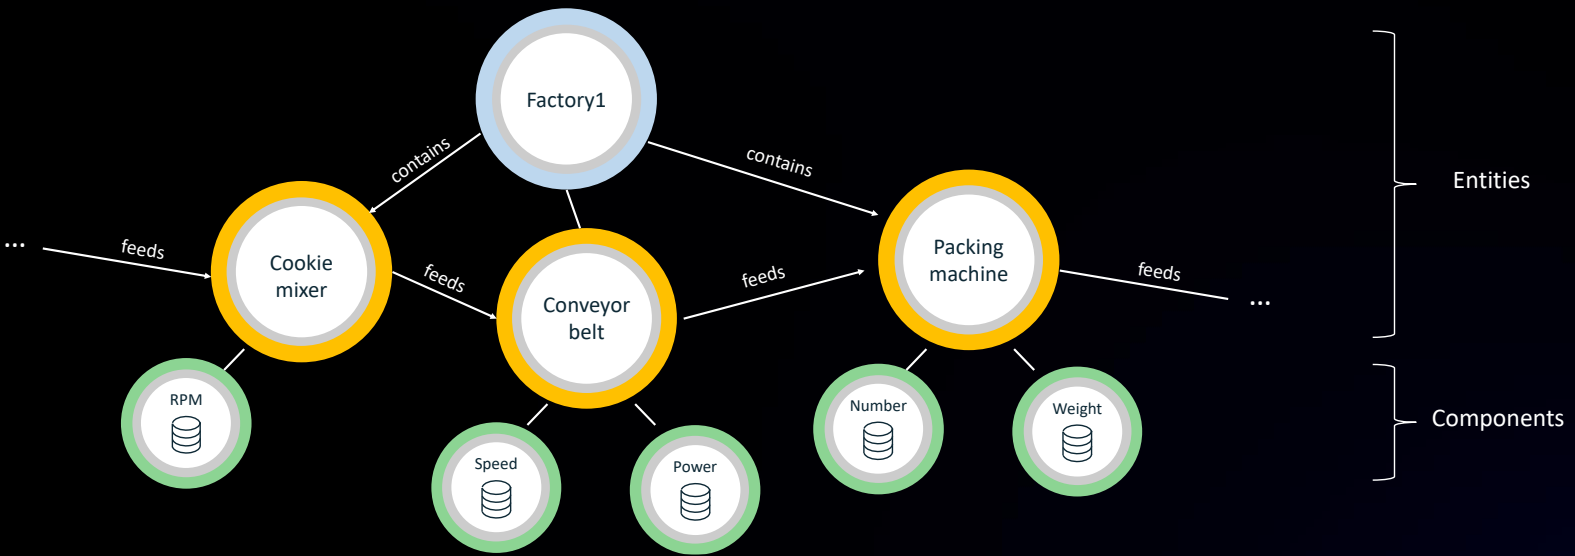 Factory1
contains
contains
Entities
...
feeds
Cookie
mixer
feeds
Conveyor
belt
feeds
Packing
machine
feeds
...
RPM
Speed
Power
Number
Weight
Components